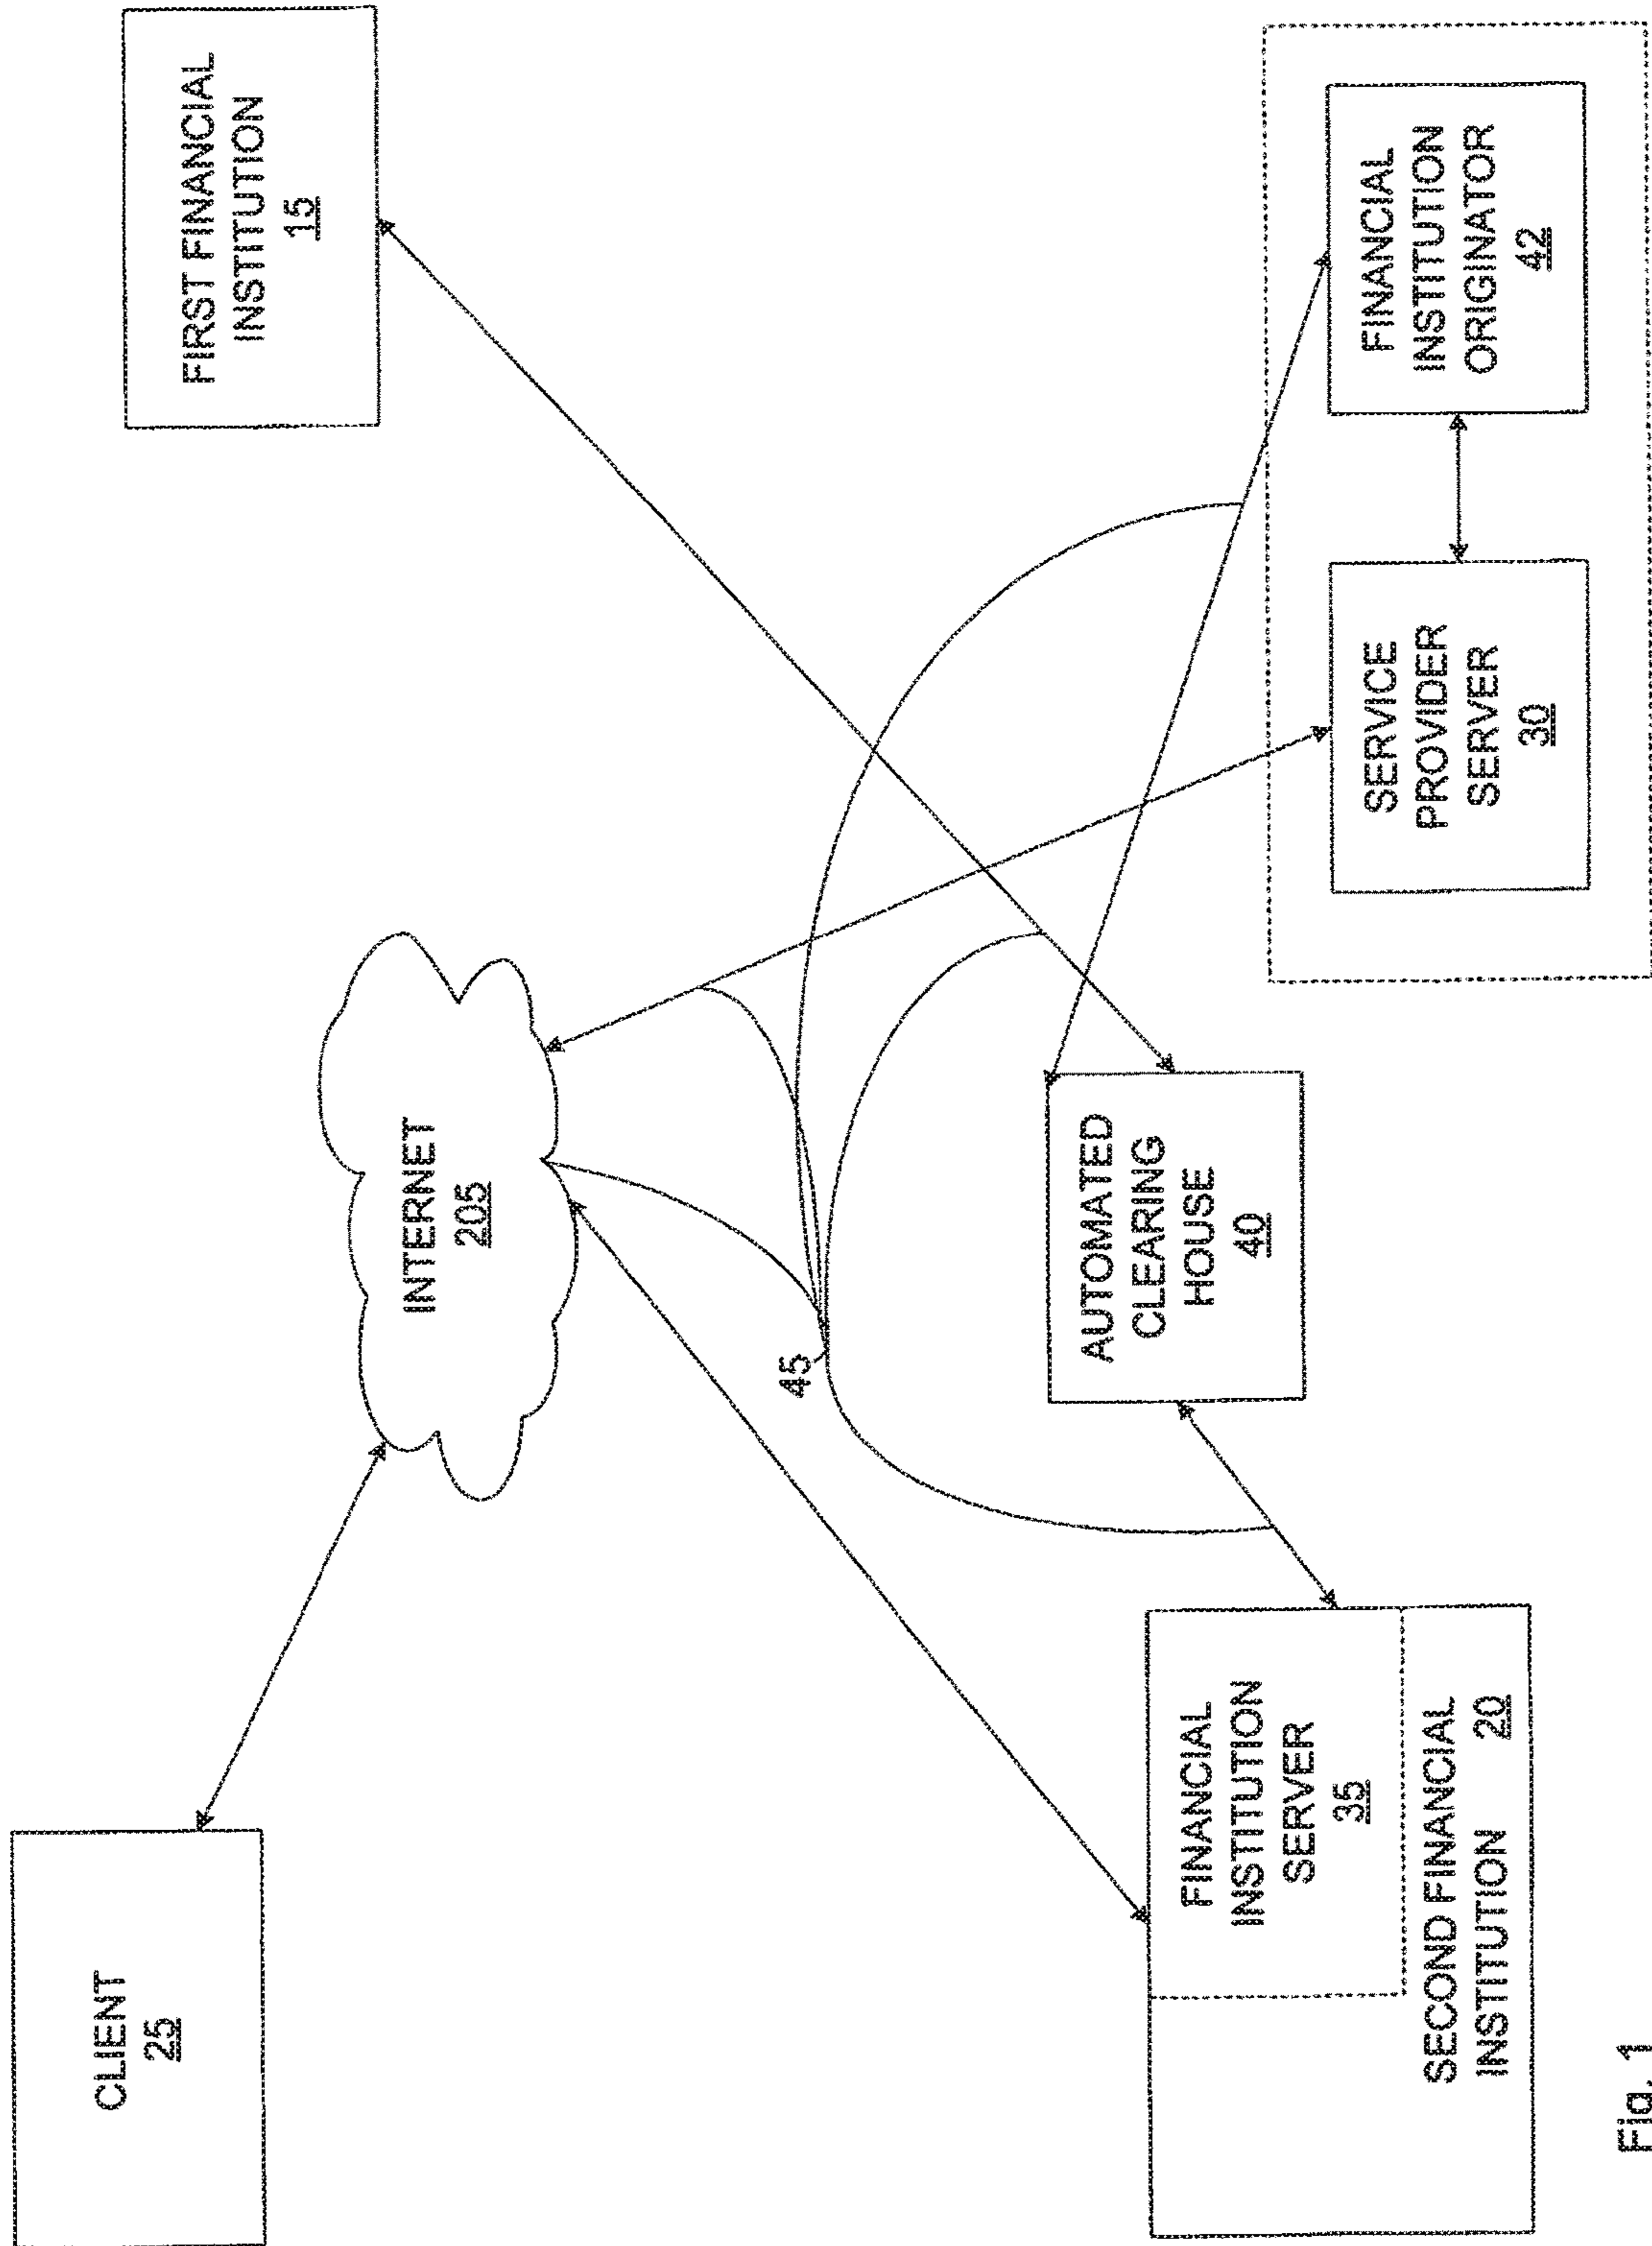 CLIENT
25
INTERNET
205
FIRST FINANCIAL
INSTITUTION
15
45
AUTOMATED
CLEARING
HOUSE
40
FINANCIAL
INSTITUTION
SERVER
35
SECOND FINANCIAL
INSTITUTION 20
SERVICE
PROVIDER
SERVER
30
FINANCIAL
INSTITUTION
ORIGINATOR
42
Fig. 1